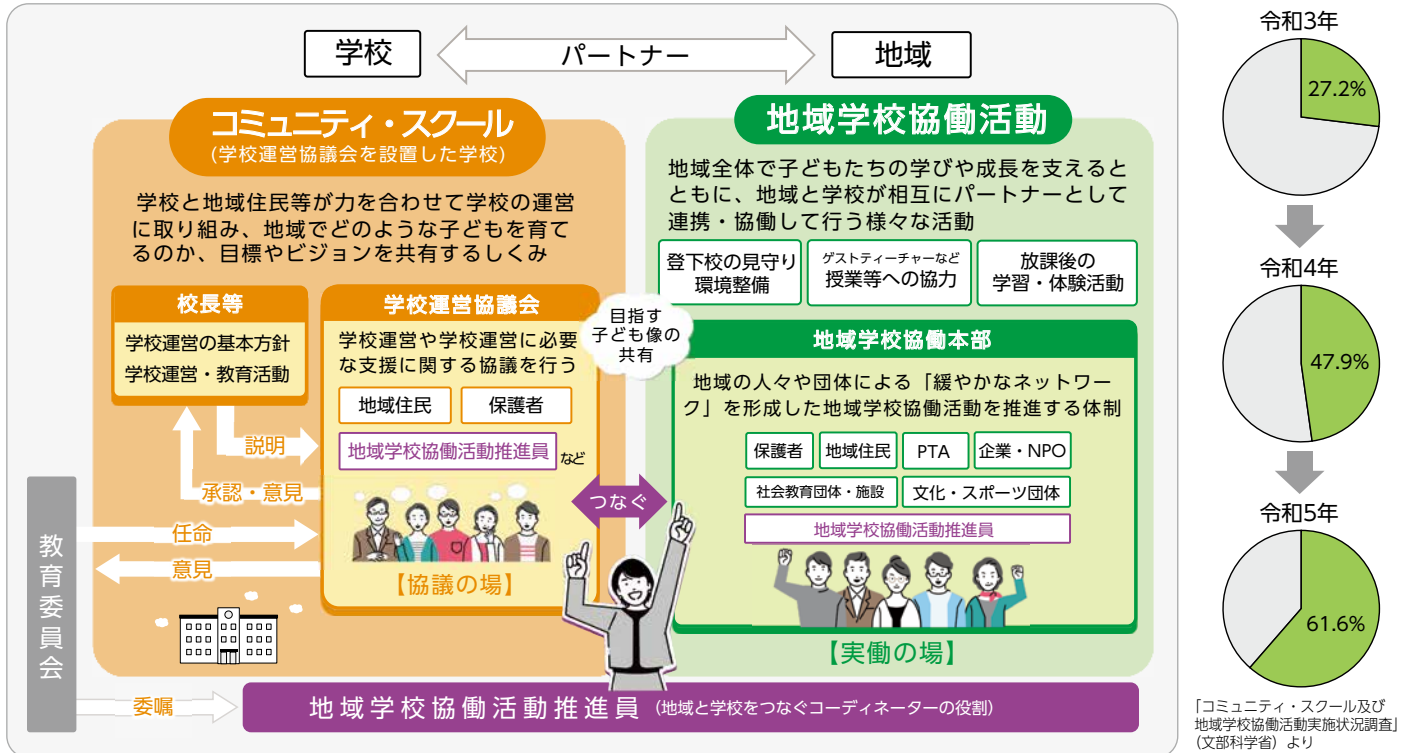 学校
パートナー
地域
コミュニティ・スクール
(学校運営協議会を設置した学校)
学校と地域住民等が力を合わせて学校の運営
に取り組み、地域でどのような子どもを育て
るのか、目標やビジョンを共有するしくみ
校長等
学校運営の基本方針
学校運営・教育活動
学校運営協議会
学校運営や学校運営に必要
な支援に関する協議を行う
地域住民
保護者
地域学校協働活動推進員
など
説明
承認・意見
任命
意見
【協議の場】
教育委員会
目指す
子ども像の
共有
つなぐ
地域学校協働活動
地域全体で子どもたちの学びや成長を支えると
ともに、地域と学校が相互にパートナーとして
連携・協働して行う様々な活動
登下校の見守り
環境整備
ゲストティーチャーなど
授業等への協力
放課後の
学習・体験活動
地域学校協働本部
地域の人々や団体による「緩やかなネットワー
ク」を形成した地域学校協働活動を推進する体制
保護者
地域住民
PTA
企業・NPO
社会教育団体・施設
文化・スポーツ団体
地域学校協働活動推進員
【実働の場】
委嘱
地域学校協働活動推進員 (地域と学校をつなぐコーディネーターの役割)
令和3年
27.2%
令和4年
47.9%
令和5年
61.6%
「コミュニティ・スクール及び
地域学校協働活動実施状況調査」
(文部科学省) より